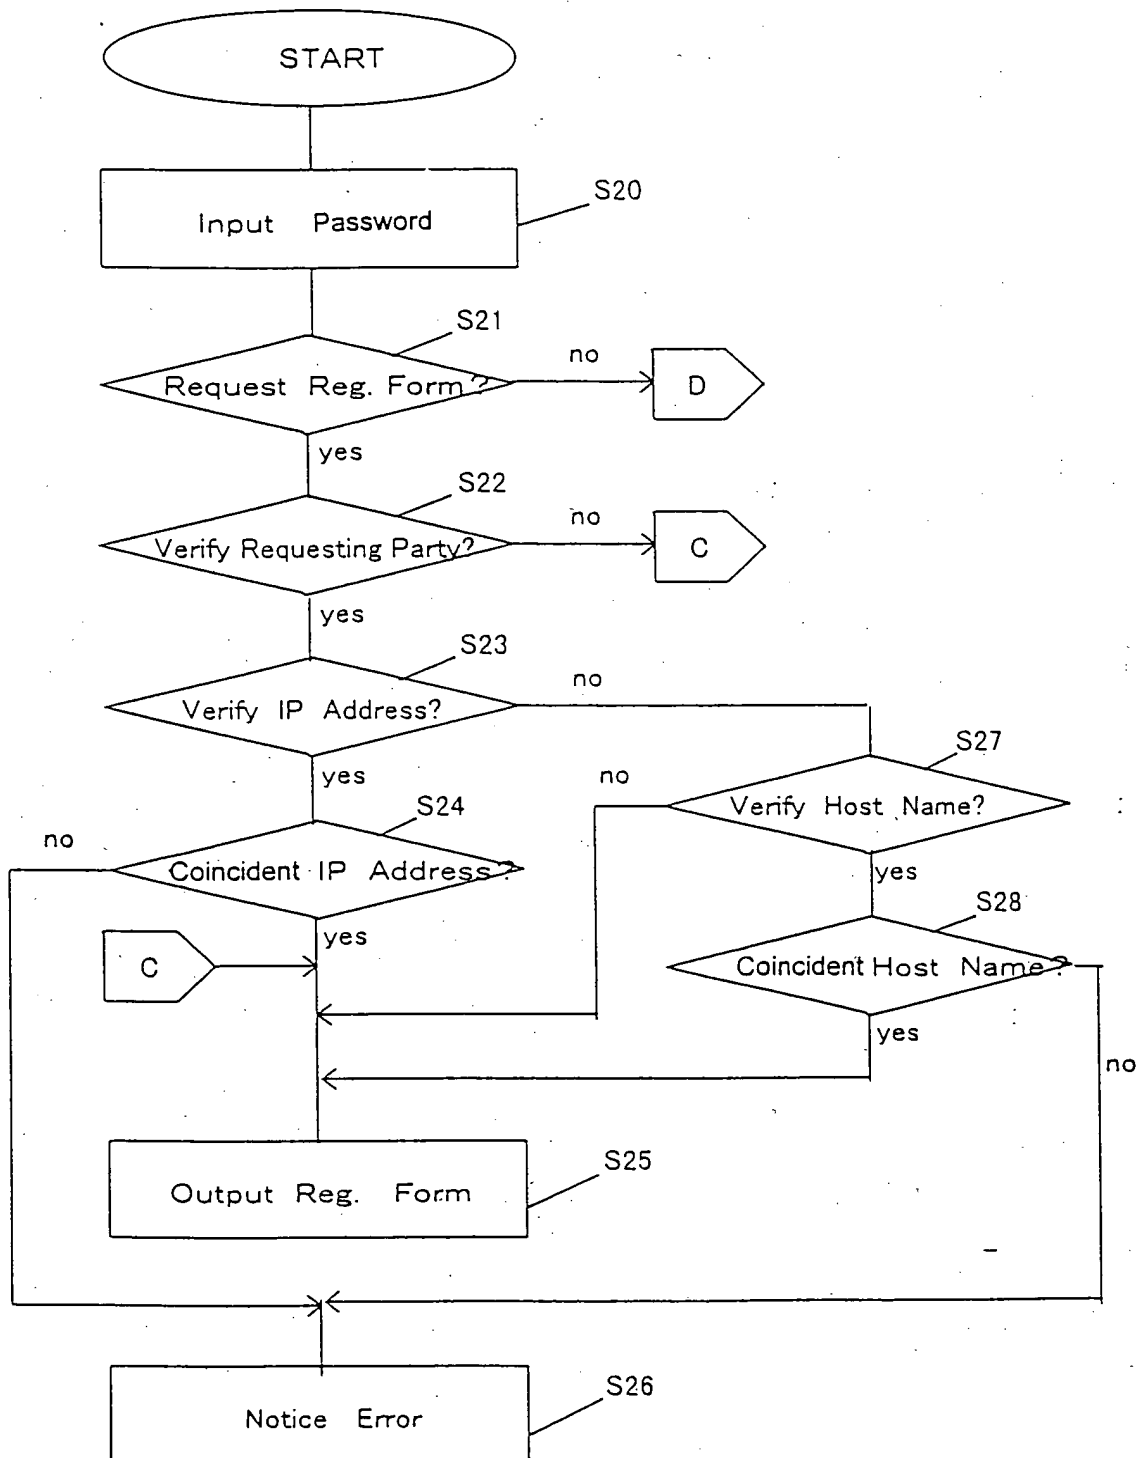 START
Input Password
S20
S21
Request Reg. Form?
no
D
yes
S22
Verify Requesting Party?
no
C
yes
S23
Verify IP Address?
no
yes
S27
Verify Host Name?
no
yes
S24
Coincident IP Address?
no
yes
C
S28
Coincident Host Name?
yes
no
S25
Output Reg. Form
S26
Notice Error